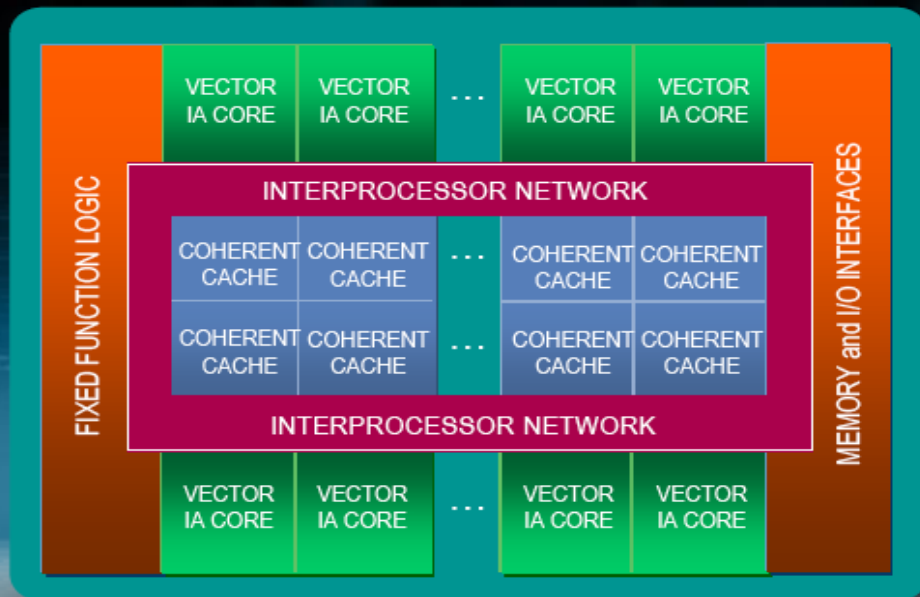 VECTOR
IA CORE
VECTOR
IA CORE
...
VECTOR
IA CORE
VECTOR
IA CORE
FIXED FUNCTION LOGIC
INTERPROCESSOR NETWORK
COHERENT
CACHE
COHERENT
CACHE
...
COHERENT
CACHE
COHERENT
CACHE
COHERENT
CACHE
COHERENT
CACHE
...
COHERENT
CACHE
COHERENT
CACHE
INTERPROCESSOR NETWORK
MEMORY and I/O INTERFACES
VECTOR
IA CORE
VECTOR
IA CORE
...
VECTOR
IA CORE
VECTOR
IA CORE